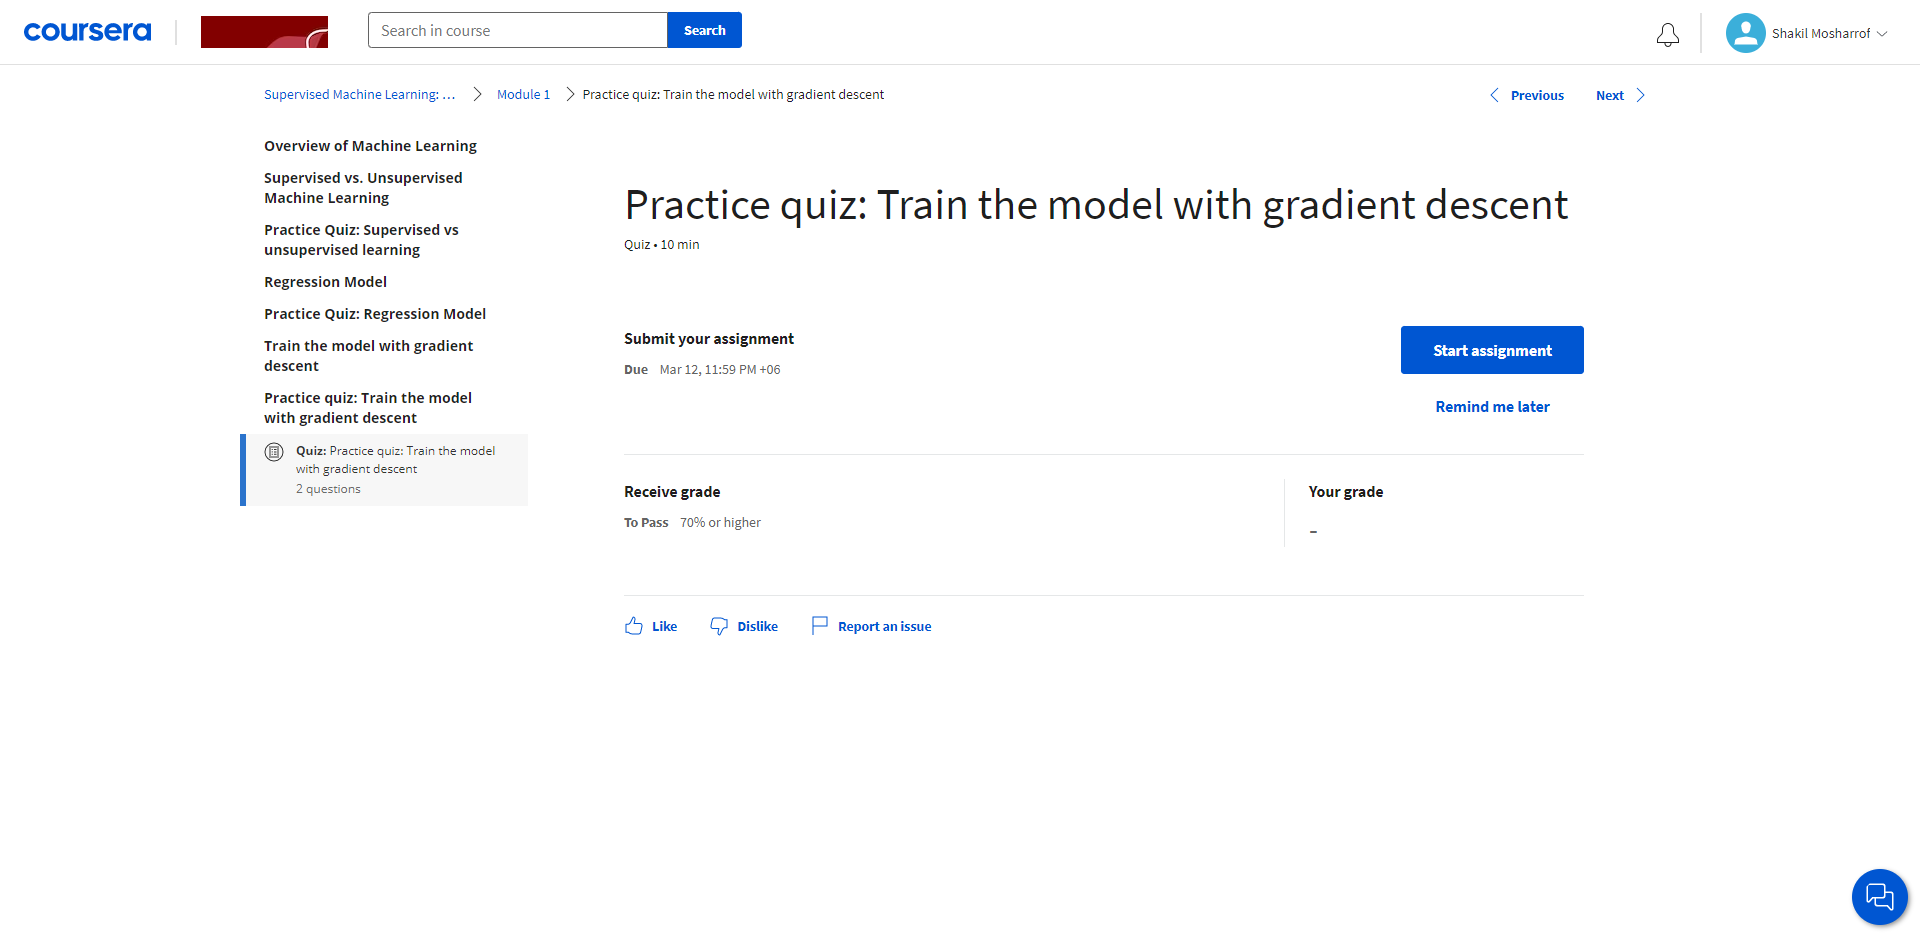 coursera
Search in course
Search
Shakil Mosharrof
Supervised Machine Learning: ...
Module 1
Practice quiz: Train the model with gradient descent
Previous
Next
Overview of Machine Learning
Supervised vs. Unsupervised
Machine Learning
Practice Quiz: Supervised vs
unsupervised learning
Regression Model
Practice Quiz: Regression Model
Train the model with gradient
descent
Practice quiz: Train the model
with gradient descent
Quiz: Practice quiz: Train the model
with gradient descent
2 questions
Practice quiz: Train the model with gradient descent
Quiz • 10 min
Submit your assignment
Due Mar 12, 11:59 PM +06
Start assignment
Remind me later
Receive grade
To Pass 70% or higher
Your grade
–
Like
Dislike
Report an issue